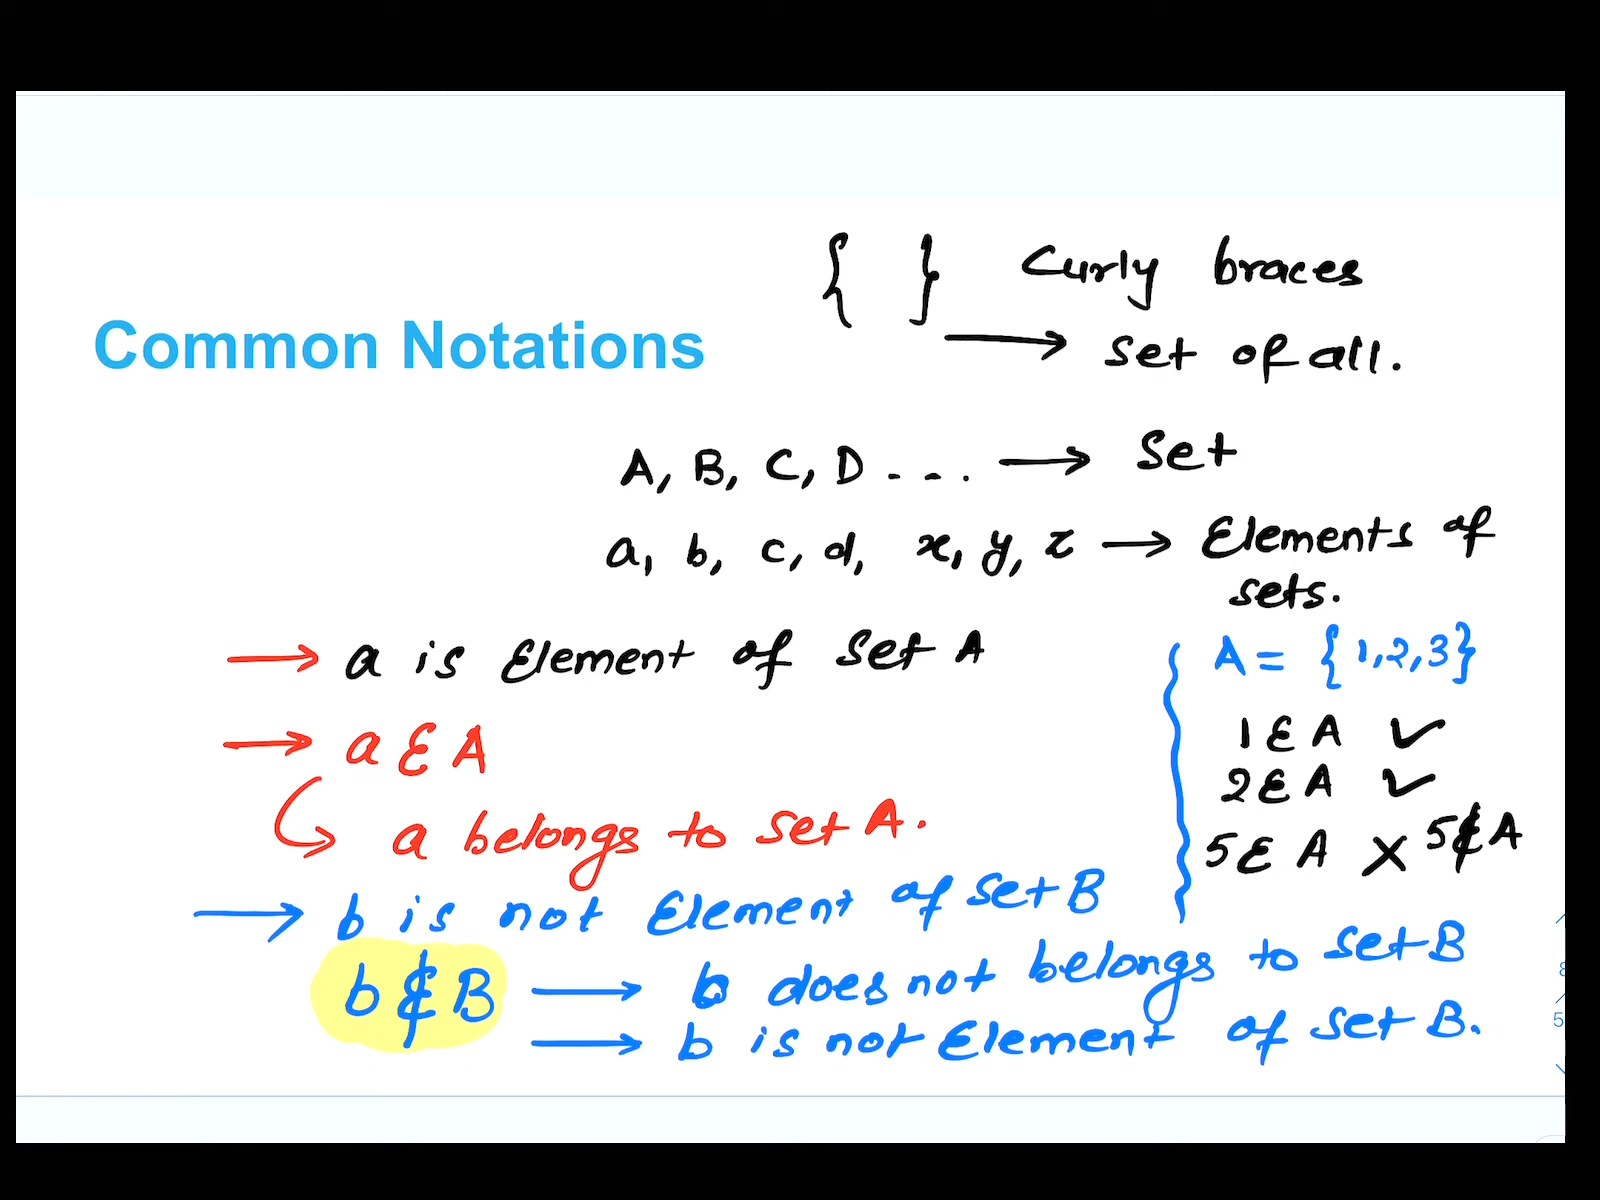 { } Curly braces
Common Notations
→ set of all.
A, B, C, D - - . → Set
a, b, c, d, x, y, z → Elements of
sets.
→ a is Element of Set A
A = {1,2,3}
→ a ∈ A
1 ∈ A ✓
2 ∈ A ✓
a belongs to set A.
5 ∈ A ✗ 5 ∉ A
→ b is not Element of set B
b ∉ B → b does not belongs to set B
→ b is not Element of set B.